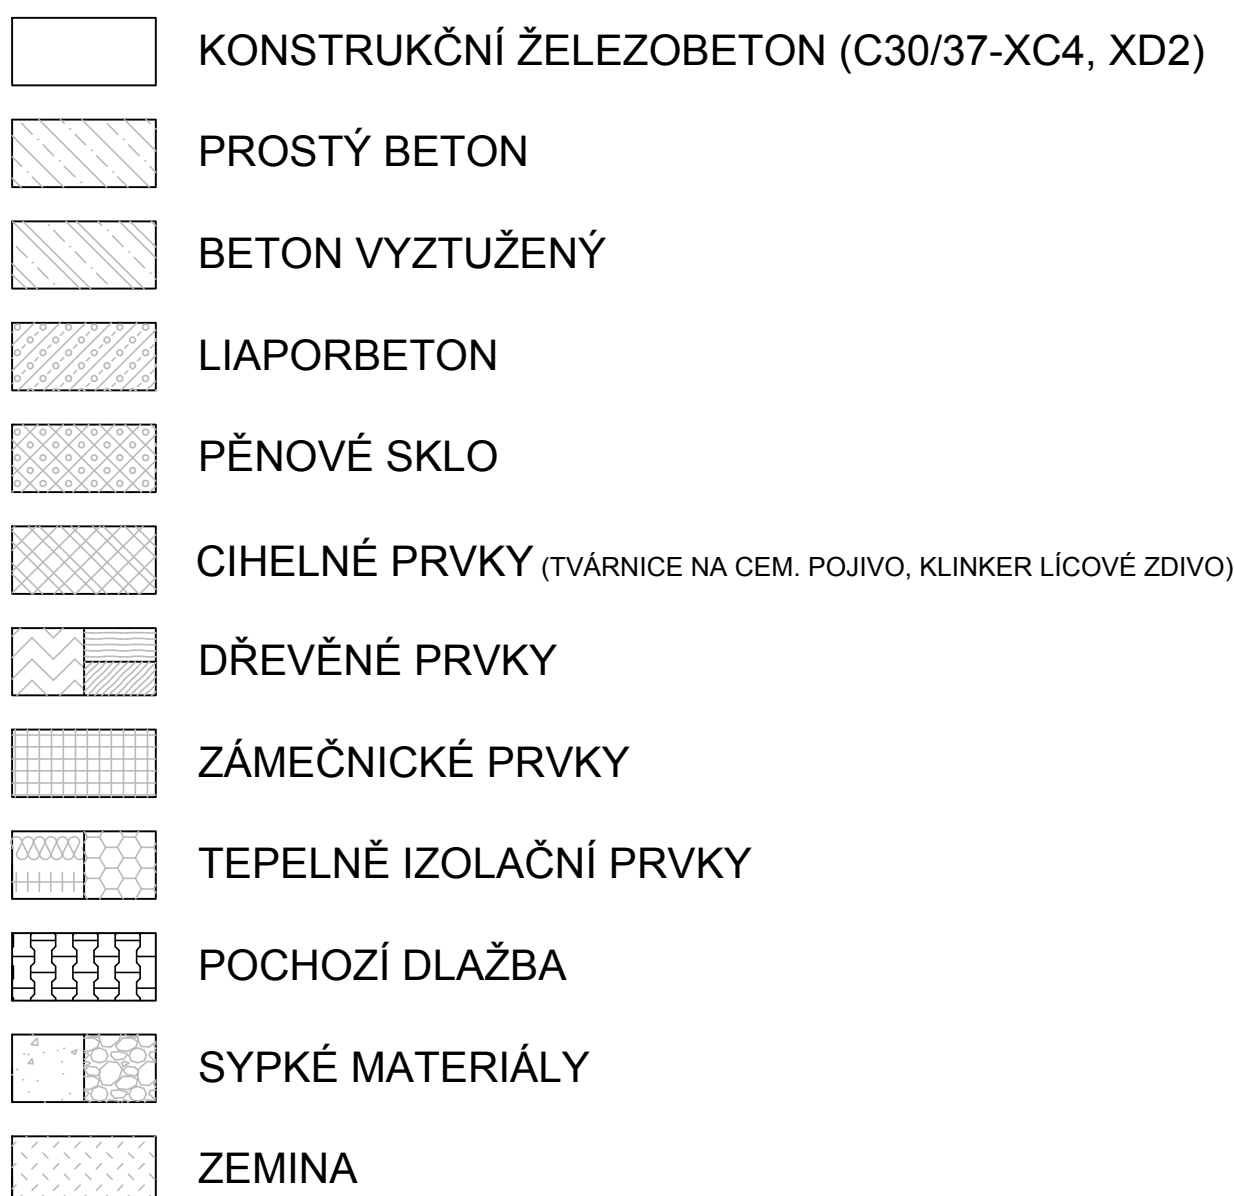 KONSTRUKČNÍ ŽELEZOBETON (C30/37-XC4, XD2)
PROSTÝ BETON
BETON VYZTUŽENÝ
LIAPORBETON
PĚNOVÉ SKLO
CIHELNÉ PRVKY (TVÁRNICE NA CEM. POJIVO, KLINKER LÍCOVÉ ZDIVO)
DŘEVĚNÉ PRVKY
ZÁMEČNICKÉ PRVKY
TEPELNĚ IZOLAČNÍ PRVKY
POCHOZÍ DLAŽBA
SYPKÉ MATERIÁLY
ZEMINA